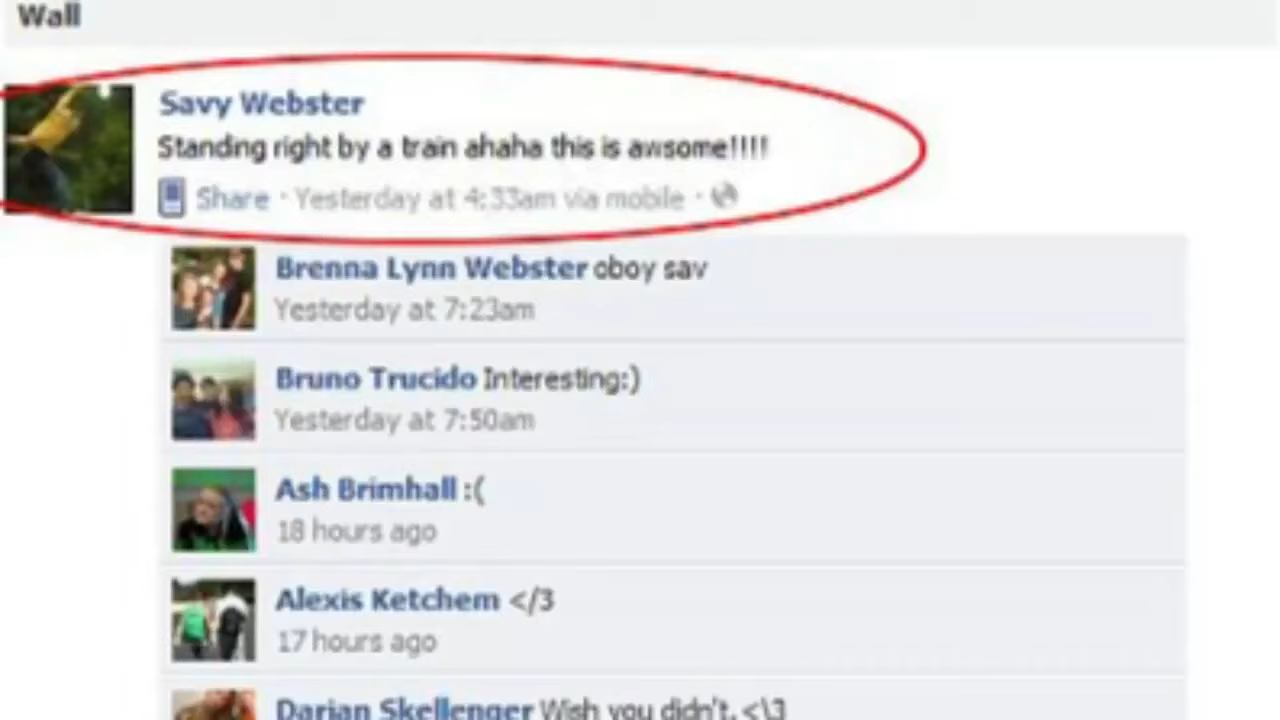 Wall
Savy Webster
Standing right by a train ahaha this is awsome!!!!
Share · Yesterday at 4:33am via mobile ·
Brenna Lynn Webster oboy sav
Yesterday at 7:23am
Bruno Trucido Interesting:)
Yesterday at 7:50am
Ash Brimhall :(
18 hours ago
Alexis Ketchem </3
17 hours ago
Darian Skellenger Wish you didn't. <\3